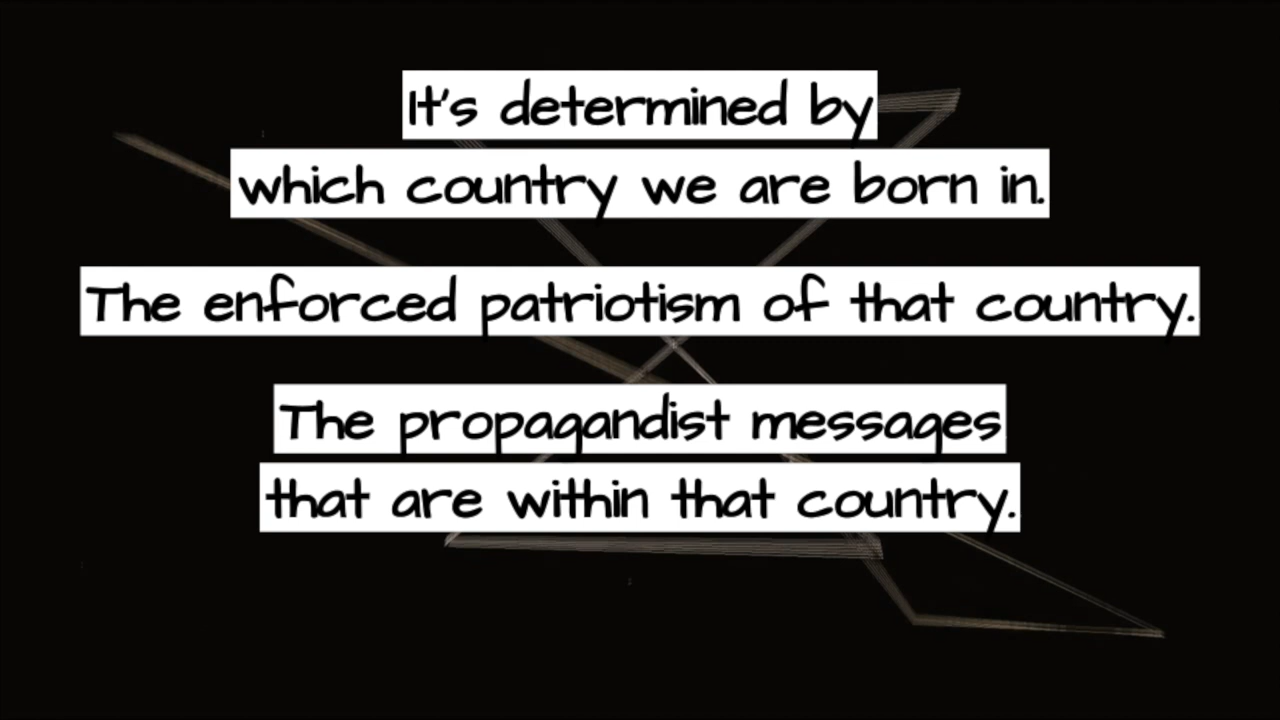 It's determined by
which country we are born in.
The enforced patriotism of that country.
The propagandist messages
that are within that country.